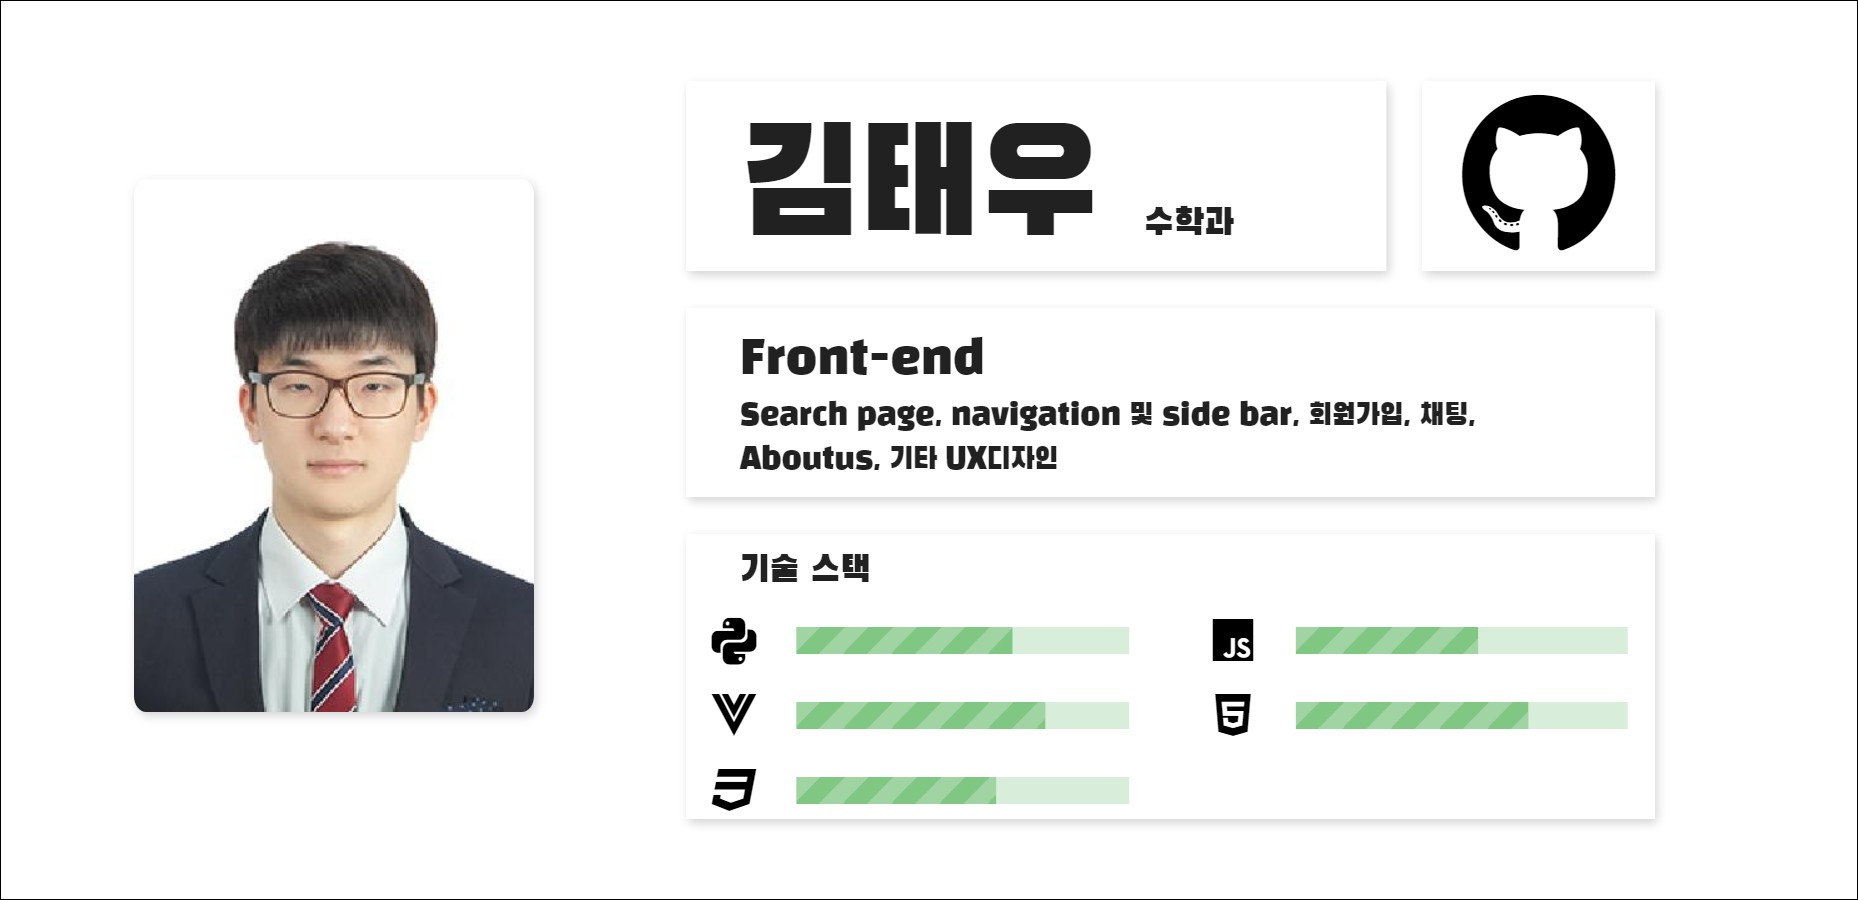 김태우 수학과
Front-end
Search page, navigation 및 side bar, 회원가입, 채팅,
Aboutus, 기타 UX디자인
기술 스택
JS
5